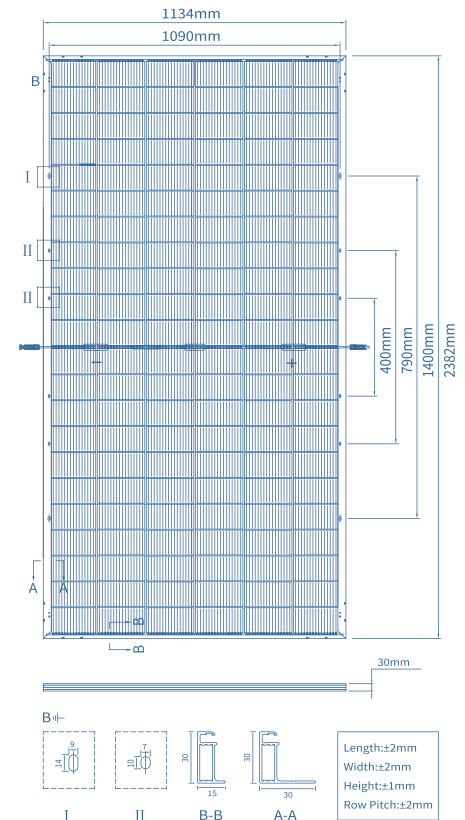 1134mm
1090mm
B
I
II
II
400mm
790mm
1400mm
2382mm
− +
A A
B
B
30mm
B
9
14
7
10
30
15
30
30
I II B-B A-A
Length:±2mm
Width:±2mm
Height:±1mm
Row Pitch:±2mm